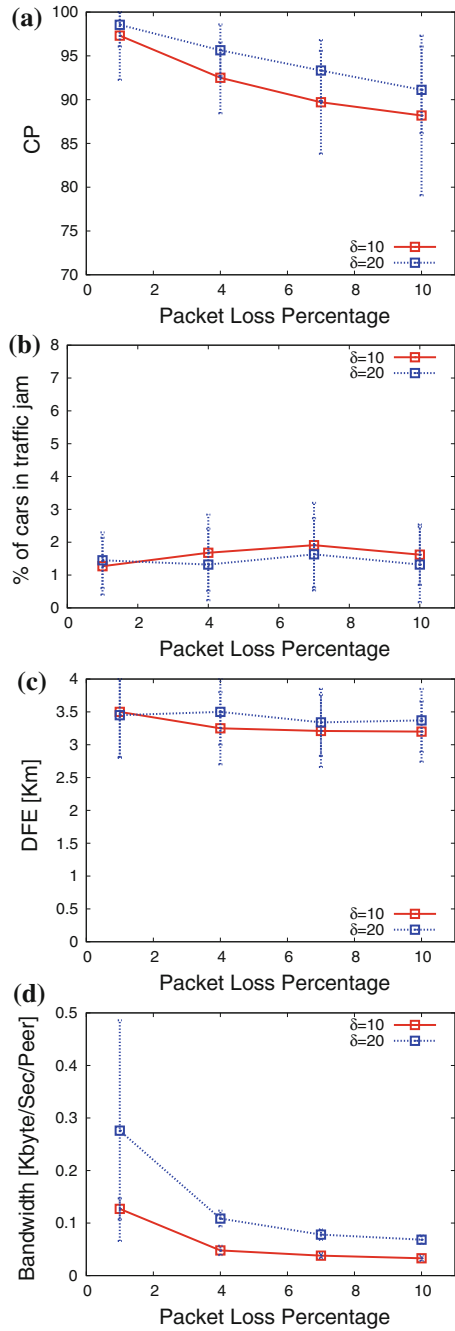 (a)
100
95
90
85
80
75
70
CP
δ=10
δ=20
0 2 4 6 8 10
Packet Loss Percentage
(b)
8
7
6
5
4
3
2
1
0
% of cars in traffic jam
δ=10
δ=20
0 2 4 6 8 10
Packet Loss Percentage
(c)
4
3.5
3
2.5
2
1.5
1
0.5
0
DFE [Km]
δ=10
δ=20
0 2 4 6 8 10
Packet Loss Percentage
(d)
0.5
0.4
0.3
0.2
0.1
0
Bandwidth [Kbyte/Sec/Peer]
δ=10
δ=20
0 2 4 6 8 10
Packet Loss Percentage